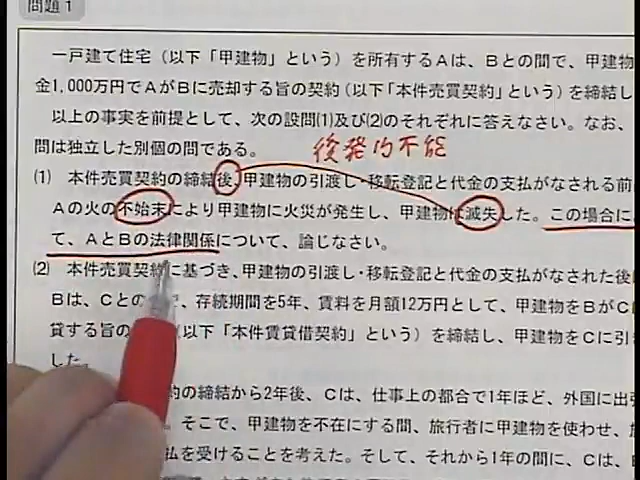 問題1
一戸建て住宅（以下「甲建物」という）を所有するAは、Bとの間で、甲建物
金1,000万円でAがBに売却する旨の契約（以下「本件売買契約」という）を締結し
以上の事実を前提として、次の設問(1)及び(2)のそれぞれに答えなさい。なお、
問は独立した別個の問である。
後発的不能
(1) 本件売買契約の締結後、甲建物の引渡し・移転登記と代金の支払がなされる前
Aの火の不始末により甲建物に火災が発生し、甲建物は滅失した。この場合に
て、AとBの法律関係について、論じなさい。
(2) 本件売買契約に基づき、甲建物の引渡し・移転登記と代金の支払がなされた後
Bは、Cとの、存続期間を5年、賃料を月額12万円として、甲建物をBがC
貸する旨の（以下「本件賃貸借契約」という）を締結し、甲建物をCに引
した。
約の締結から2年後、Cは、仕事上の都合で1年ほど、外国に出
。そこで、甲建物を不在にする間、旅行者に甲建物を使わせ、
払を受けることを考えた。そして、それから1年の間に、Cは、